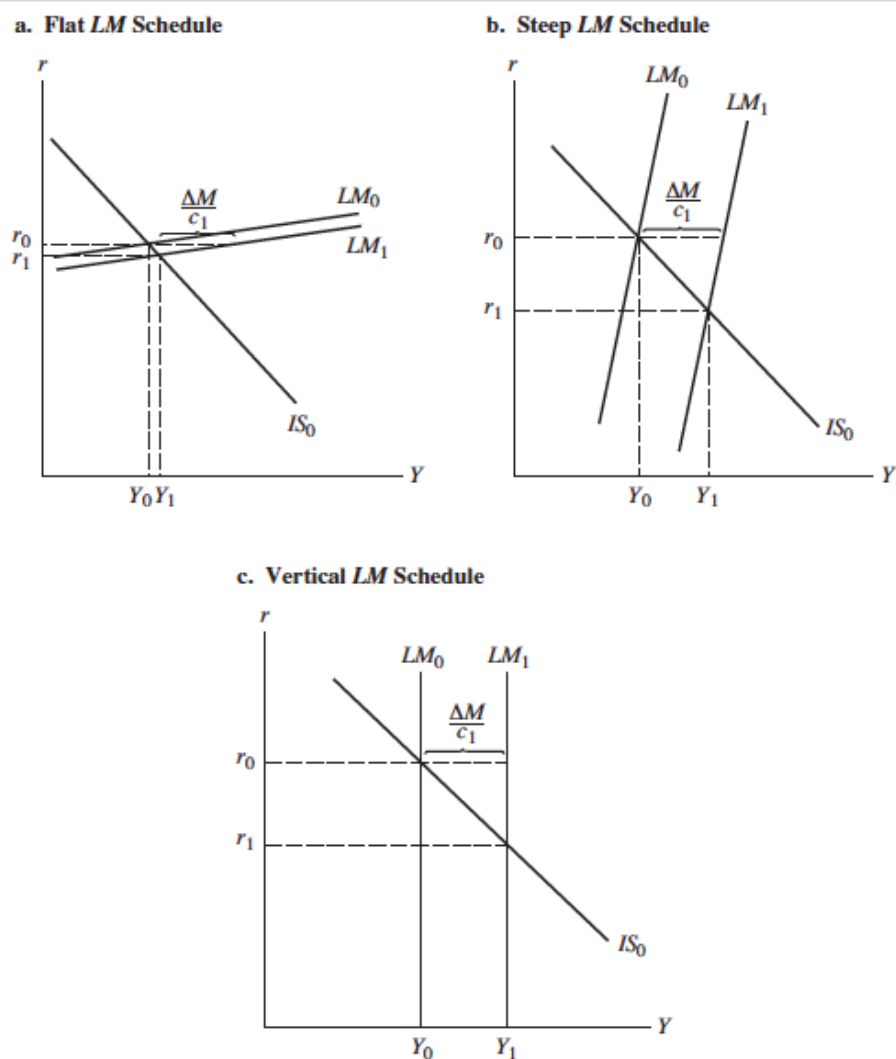 a. Flat LM Schedule
r
ΔM
c₁
LM₀
LM₁
r₀
r₁
IS₀
Y₀ Y₁
Y
b. Steep LM Schedule
r
LM₀
LM₁
ΔM
c₁
r₀
r₁
IS₀
Y₀
Y₁
Y
c. Vertical LM Schedule
r
LM₀
LM₁
ΔM
c₁
r₀
r₁
IS₀
Y₀
Y₁
Y